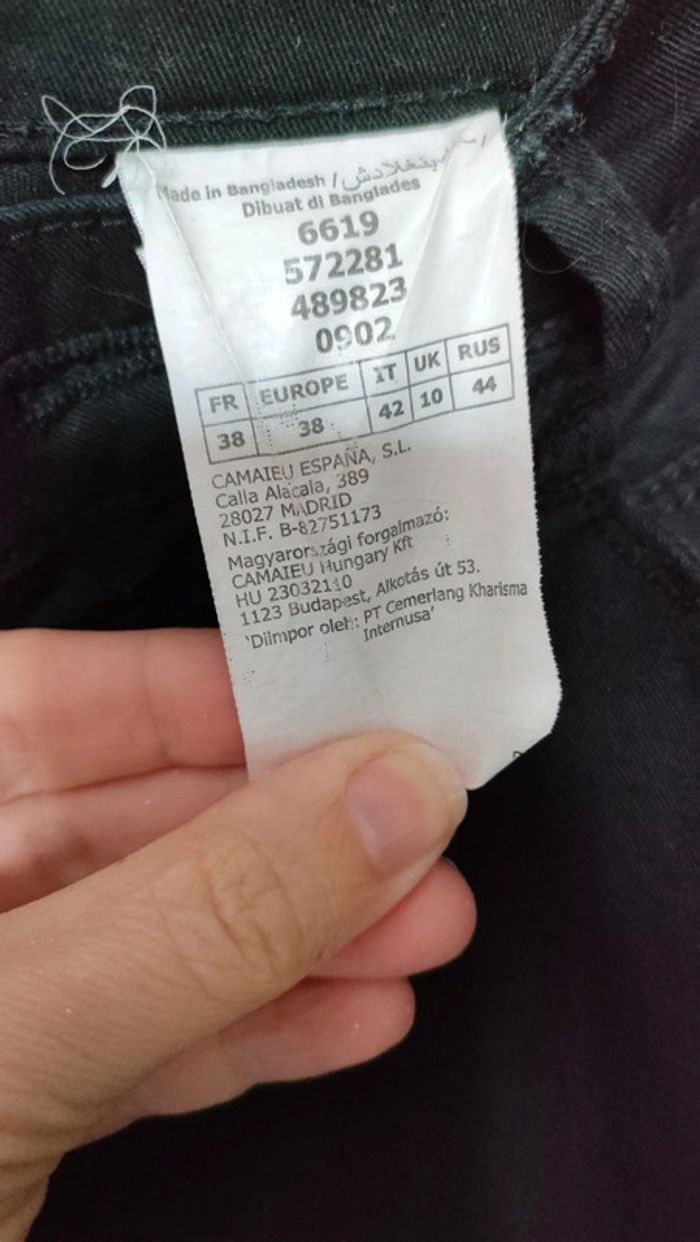 Made in Bangladesh /
Dibuat di Banglades
6619
572281
489823
0902
FR EUROPE IT UK RUS
38 38 42 10 44
CAMAIEU ESPAÑA, S.L.
Calla Alacala, 389
28027 MADRID
N.I.F. B-82751173
Magyarországi forgalmazó:
CAMAIEU Hungary Kft
HU 23032110
1123 Budapest, Alkotás út 53.
'Diimpor oleh: PT Cemerlang Kharisma
Internusa'